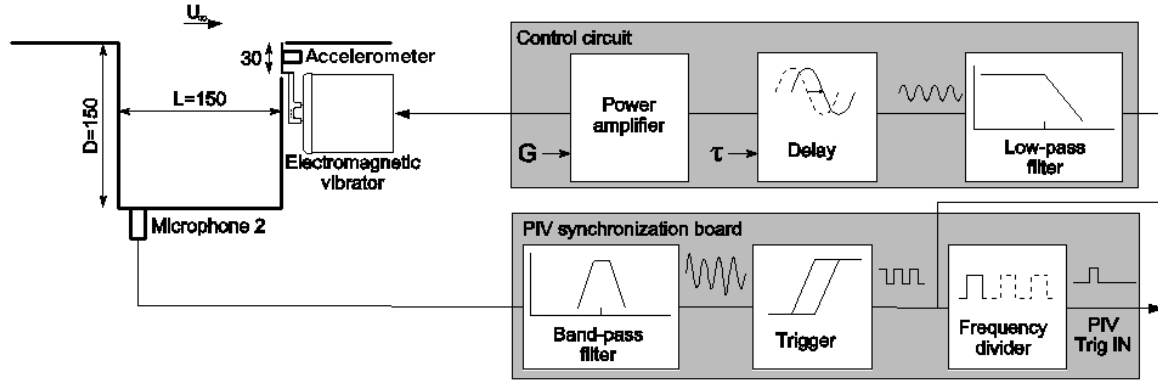 U∞
30
Accelerometer
L=150
D=150
Electromagnetic
vibrator
Microphone 2
Control circuit
Power
amplifier
G
τ
Delay
Low-pass
filter
PIV synchronization board
Band-pass
filter
Trigger
Frequency
divider
PIV
Trig IN